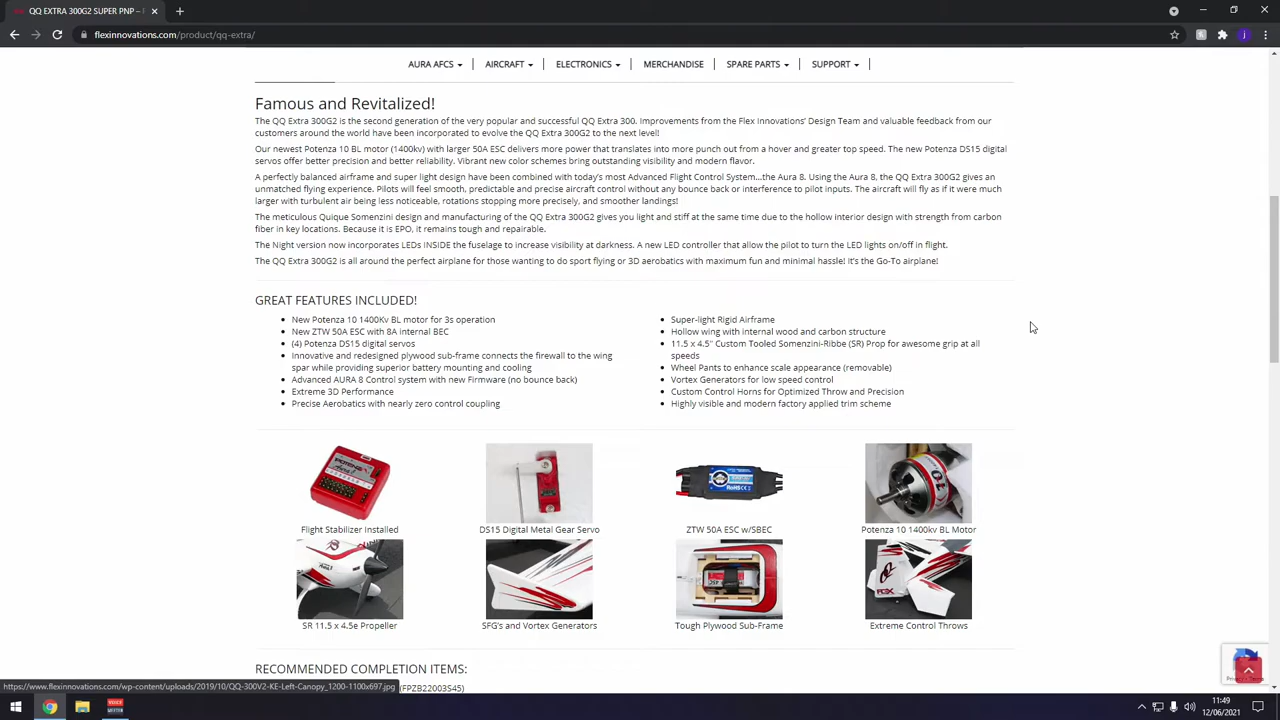 QQ EXTRA 300G2 SUPER PNP –
flexinnovations.com/product/qq-extra/
AURA AFCS
AIRCRAFT
ELECTRONICS
MERCHANDISE
SPARE PARTS
SUPPORT
Famous and Revitalized!
The QQ Extra 300G2 is the second generation of the very popular and successful QQ Extra 300. Improvements from the Flex Innovations' Design Team and valuable feedback from our
customers around the world have been incorporated to evolve the QQ Extra 300G2 to the next level!
Our newest Potenza 10 BL motor (1400kv) with larger 50A ESC delivers more power that translates into more punch out from a hover and greater top speed. The new Potenza DS15 digital
servos offer better precision and better reliability. Vibrant new color schemes bring outstanding visibility and modern flavor.
A perfectly balanced airframe and super light design have been combined with today's most Advanced Flight Control System...the Aura 8. Using the Aura 8, the QQ Extra 300G2 gives an
unmatched flying experience. Pilots will feel smooth, predictable and precise aircraft control without any bounce back or interference to pilot inputs. The aircraft will fly as if it were much
larger with turbulent air being less noticeable, rotations stopping more precisely, and smoother landings!
The meticulous Quique Somenzini design and manufacturing of the QQ Extra 300G2 gives you light and stiff at the same time due to the hollow interior design with strength from carbon
fiber in key locations. Because it is EPO, it remains tough and repairable.
The Night version now incorporates LEDs INSIDE the fuselage to increase visibility at darkness. A new LED controller that allow the pilot to turn the LED lights on/off in flight.
The QQ Extra 300G2 is all around the perfect airplane for those wanting to do sport flying or 3D aerobatics with maximum fun and minimal hassle! It's the Go-To airplane!
GREAT FEATURES INCLUDED!
New Potenza 10 1400Kv BL motor for 3s operation
New ZTW 50A ESC with 8A internal BEC
(4) Potenza DS15 digital servos
Innovative and redesigned plywood sub-frame connects the firewall to the wing
spar while providing superior battery mounting and cooling
Advanced AURA 8 Control system with new Firmware (no bounce back)
Extreme 3D Performance
Precise Aerobatics with nearly zero control coupling
Super-light Rigid Airframe
Hollow wing with internal wood and carbon structure
11.5 x 4.5" Custom Tooled Somenzini-Ribbe (SR) Prop for awesome grip at all
speeds
Wheel Pants to enhance scale appearance (removable)
Vortex Generators for low speed control
Custom Control Horns for Optimized Throw and Precision
Highly visible and modern factory applied trim scheme
Flight Stabilizer Installed
DS15 Digital Metal Gear Servo
ZTW 50A ESC w/SBEC
Potenza 10 1400kv BL Motor
SR 11.5 x 4.5e Propeller
SFG's and Vortex Generators
Tough Plywood Sub-Frame
Extreme Control Throws
RECOMMENDED COMPLETION ITEMS:
(FPZB22003S45)
https://www.flexinnovations.com/wp-content/uploads/2019/10/QQ-300V2-KE-Left-Canopy_1200-1100x697.jpg
Privacy - Terms
11:49
12/06/2021